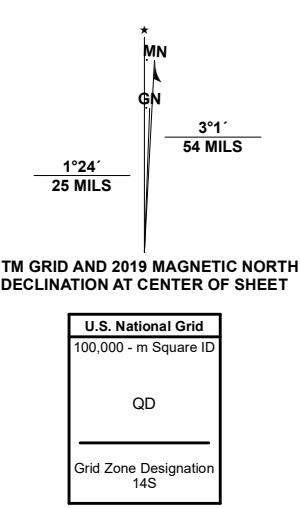 ★
MN
GN
3°1´
54 MILS
1°24´
25 MILS
TM GRID AND 2019 MAGNETIC NORTH
DECLINATION AT CENTER OF SHEET
U.S. National Grid
100,000 - m Square ID
QD
Grid Zone Designation
14S